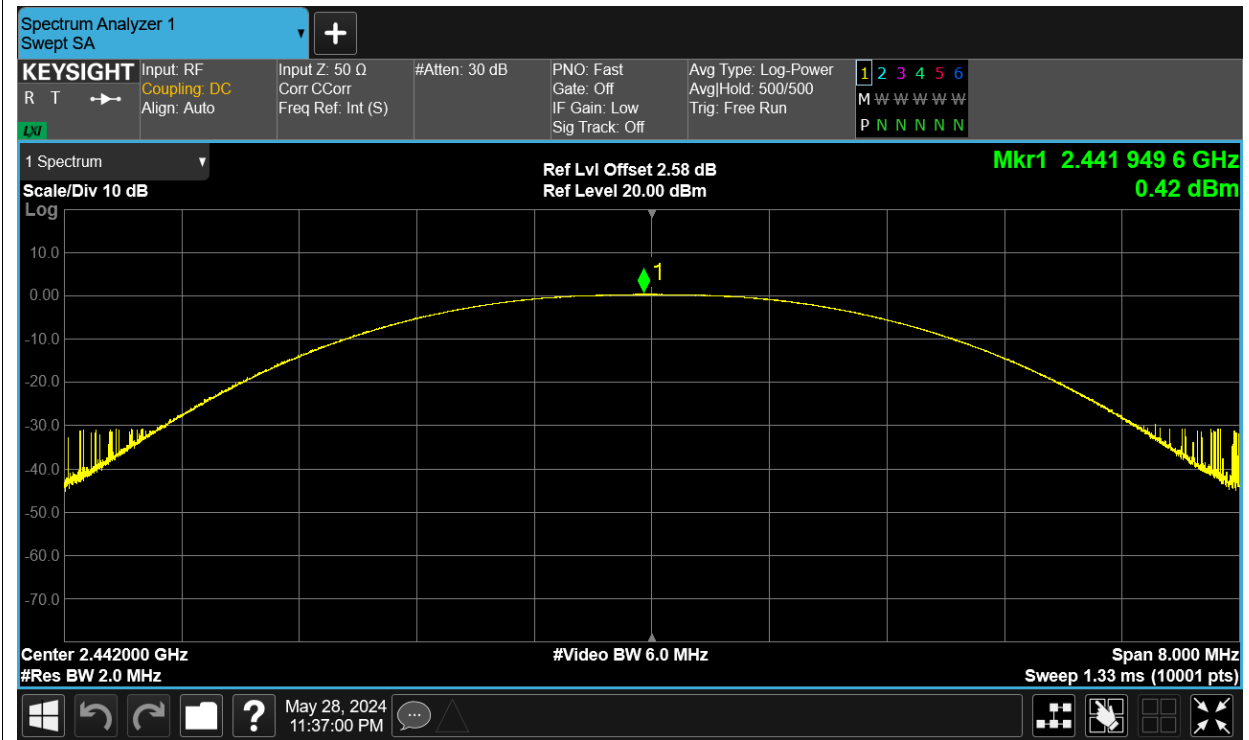 Spectrum Analyzer 1
Swept SA
KEYSIGHT
R T
LXI
Input: RF
Coupling: DC
Align: Auto
Input Z: 50 Ω
Corr CCorr
Freq Ref: Int (S)
#Atten: 30 dB
PNO: Fast
Gate: Off
IF Gain: Low
Sig Track: Off
Avg Type: Log-Power
Avg|Hold: 500/500
Trig: Free Run
1 2 3 4 5 6
M W W W W W
P N N N N N
1 Spectrum
Scale/Div 10 dB
Log
Ref Lvl Offset 2.58 dB
Ref Level 20.00 dBm
Mkr1 2.441 949 6 GHz
0.42 dBm
10.0
0.00
-10.0
-20.0
-30.0
-40.0
-50.0
-60.0
-70.0
1
Center 2.442000 GHz
#Res BW 2.0 MHz
#Video BW 6.0 MHz
Span 8.000 MHz
Sweep 1.33 ms (10001 pts)
?
May 28, 2024
11:37:00 PM